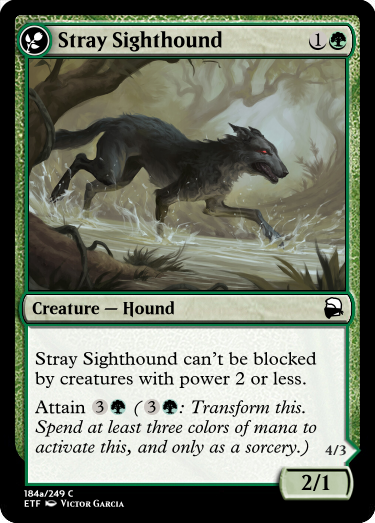 Stray Sighthound 1
Creature — Hound
Stray Sighthound can't be blocked
by creatures with power 2 or less.
Attain 3 ( 3 : Transform this.
Spend at least three colors of mana to
activate this, and only as a sorcery.)
4/3
2/1
184a/249 C
ETF Victor Garcia